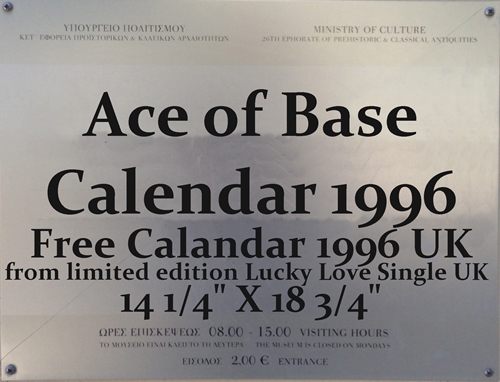 ΥΠΟΥΡΓΕΙΟ ΠΟΛΙΤΙΣΜΟΥ
MINISTRY OF CULTURE
ΚΣΤ' ΕΦΟΡΕΙΑ ΠΡΟΪΣΤΟΡΙΚΩΝ & ΚΛΑΣΙΚΩΝ ΑΡΧΑΙΟΤΗΤΩΝ
26TH EPHORATE OF PREHISTORIC & CLASSICAL ANTIQUITIES
Ace of Base
Calendar 1996
Free Calandar 1996 UK
from limited edition Lucky Love Single UK
14 1/4" X 18 3/4"
ΩΡΕΣ ΕΠΙΣΚΕΨΕΩΣ 08.00 - 15.00 VISITING HOURS
ΤΟ ΜΟΥΣΕΙΟ ΕΙΝΑΙ ΚΛΕΙΣΤΟ ΤΗ ΔΕΥΤΕΡΑ THE MUSEUM IS CLOSED ON MONDAYS
ΕΙΣΟΔΟΣ 2,00 € ENTRANCE